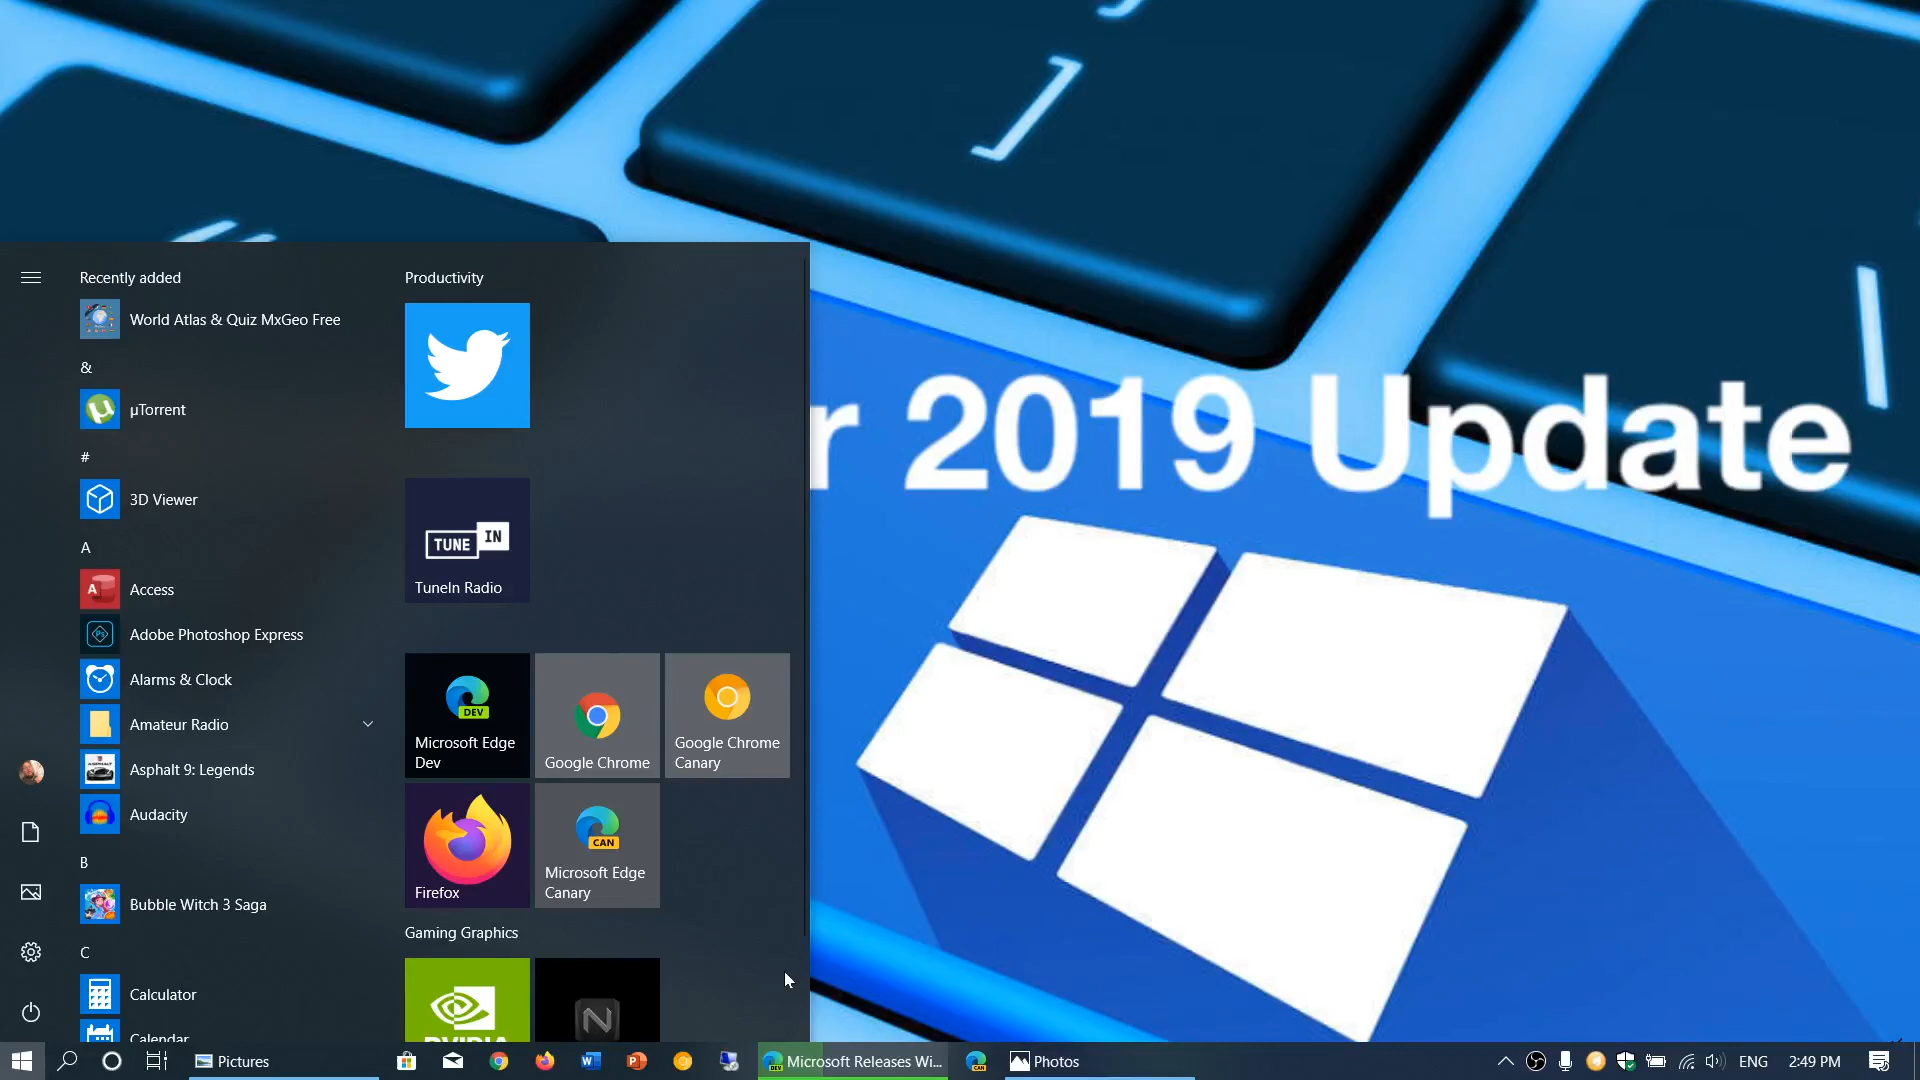 ]
"
\
r 2019 Update
Recently added
World Atlas & Quiz MxGeo Free
&
µTorrent
#
3D Viewer
A
Access
Adobe Photoshop Express
Alarms & Clock
Amateur Radio
Asphalt 9: Legends
Audacity
B
Bubble Witch 3 Saga
C
Calculator
Calendar
Productivity
TUNE IN
TuneIn Radio
DEV
Microsoft Edge
Dev
Google Chrome
Google Chrome
Canary
Firefox
CAN
Microsoft Edge
Canary
Gaming Graphics
NVIDIA
N
Pictures
Microsoft Releases Wi...
Photos
ENG
2:49 PM